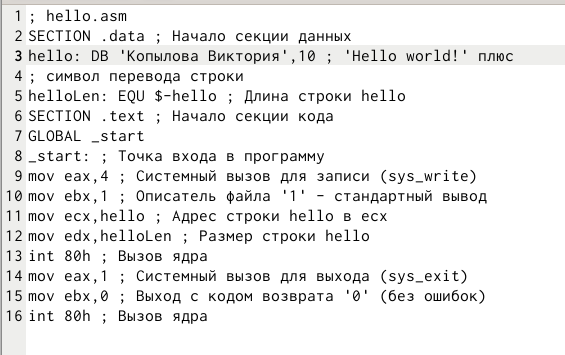 1 ; hello.asm
2 SECTION .data ; Начало секции данных
3 hello: DB 'Копылова Виктория',10 ; 'Hello world!' плюс
4 ; символ перевода строки
5 helloLen: EQU $-hello ; Длина строки hello
6 SECTION .text ; Начало секции кода
7 GLOBAL _start
8 _start: ; Точка входа в программу
9 mov eax,4 ; Системный вызов для записи (sys_write)
10 mov ebx,1 ; Описатель файла '1' - стандартный вывод
11 mov ecx,hello ; Адрес строки hello в ecx
12 mov edx,helloLen ; Размер строки hello
13 int 80h ; Вызов ядра
14 mov eax,1 ; Системный вызов для выхода (sys_exit)
15 mov ebx,0 ; Выход с кодом возврата '0' (без ошибок)
16 int 80h ; Вызов ядра